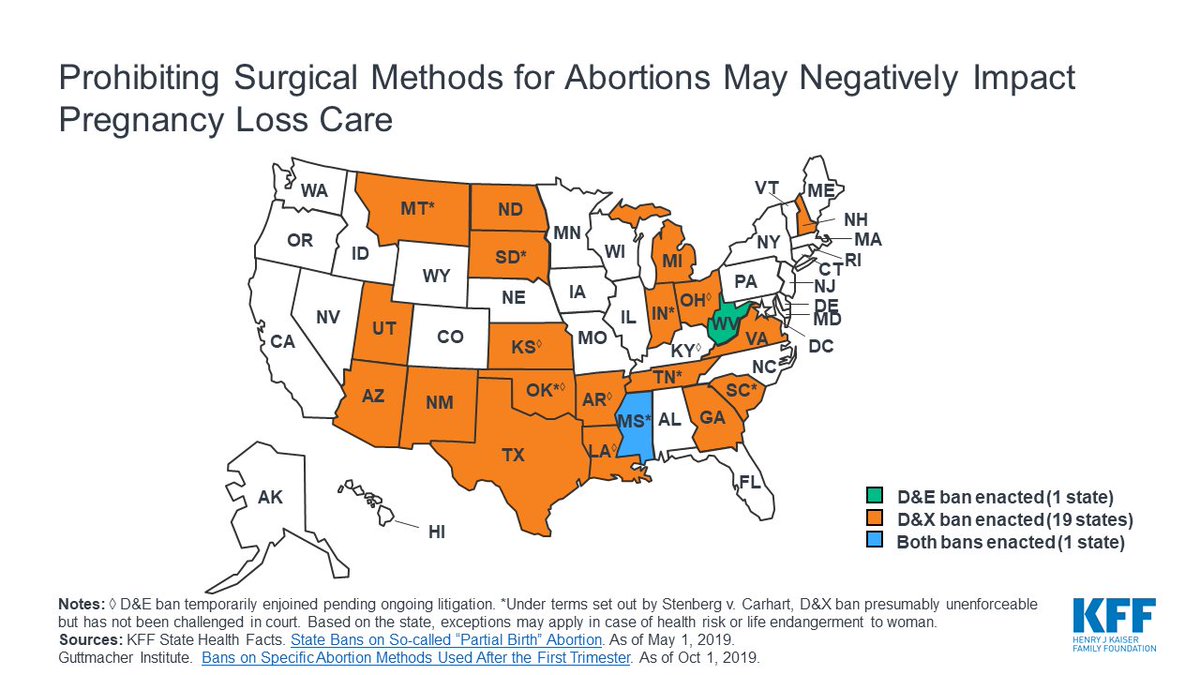 Prohibiting Surgical Methods for Abortions May Negatively Impact
Pregnancy Loss Care
WA
MT*
ND
MN
VT
ME
OR
ID
SD*
WI
MI
NY
NH
MA
WY
RI
CT
NE
IA
PA
NJ
NV
UT
CO
IL
IN*
OH◊
DE
MD
CA
KS◊
MO
WV
VA
DC
KY◊
NC
AZ
NM
OK*◊
AR◊
TN*
SC*
MS*
AL
GA
TX
LA◊
FL
AK
HI
D&E ban enacted (1 state)
D&X ban enacted (19 states)
Both bans enacted (1 state)
Notes: ◊ D&E ban temporarily enjoined pending ongoing litigation. *Under terms set out by Stenberg v. Carhart, D&X ban presumably unenforceable
but has not been challenged in court. Based on the state, exceptions may apply in case of health risk or life endangerment to woman.
Sources: KFF State Health Facts. State Bans on So-called “Partial Birth” Abortion. As of May 1, 2019.
Guttmacher Institute. Bans on Specific Abortion Methods Used After the First Trimester. As of Oct 1, 2019.
KFF
HENRY J KAISER
FAMILY FOUNDATION